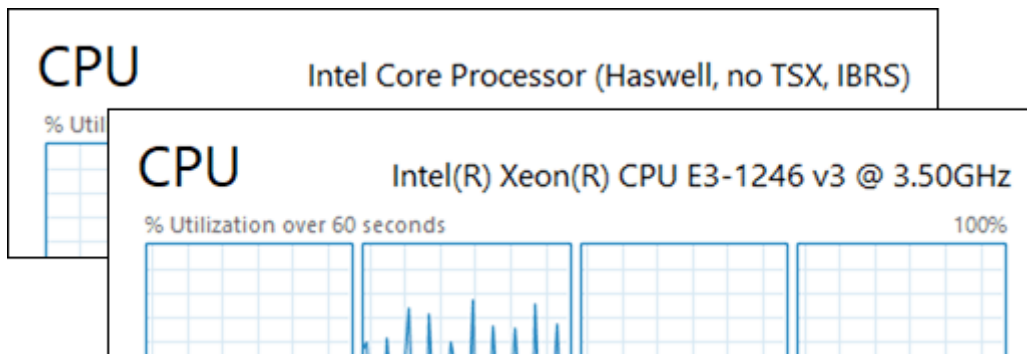 CPU
Intel Core Processor (Haswell, no TSX, IBRS)
% Util
CPU
Intel(R) Xeon(R) CPU E3-1246 v3 @ 3.50GHz
% Utilization over 60 seconds
100%